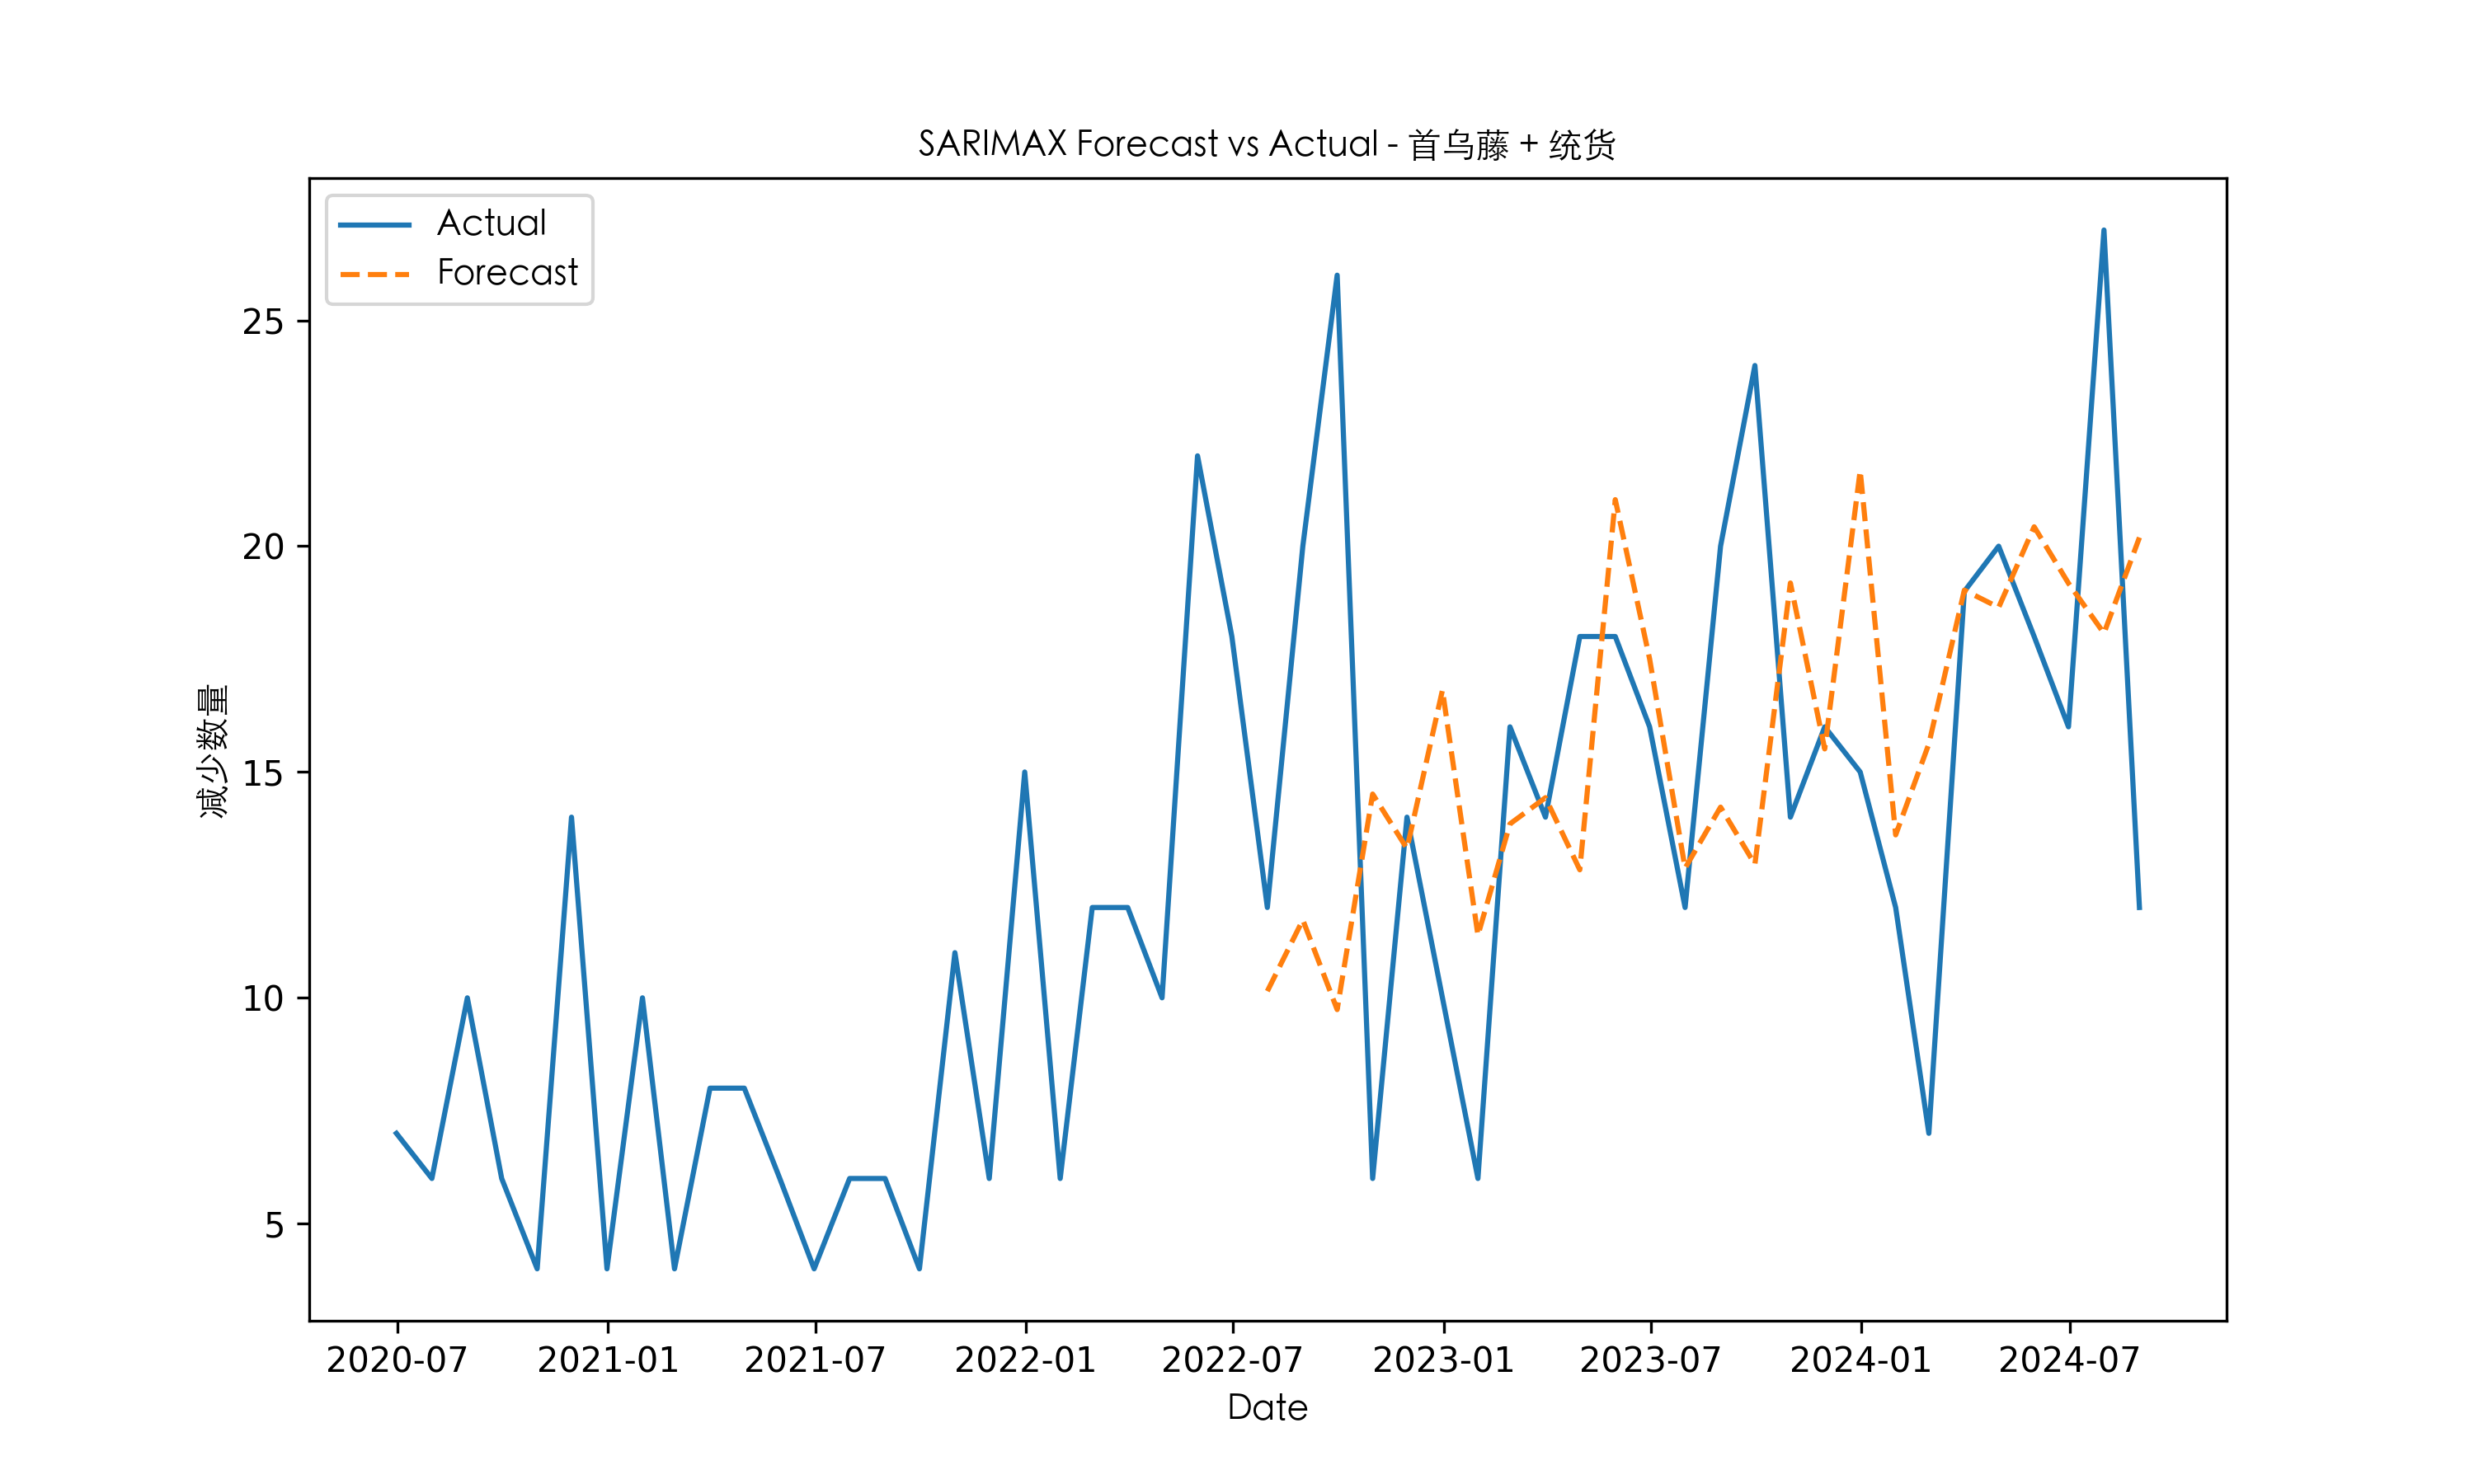 SARIMAX Forecast vs Actual - 首乌藤 + 统货
Actual
Forecast
减少数量
25
20
15
10
5
2020-07 2021-01 2021-07 2022-01 2022-07 2023-01 2023-07 2024-01 2024-07
Date